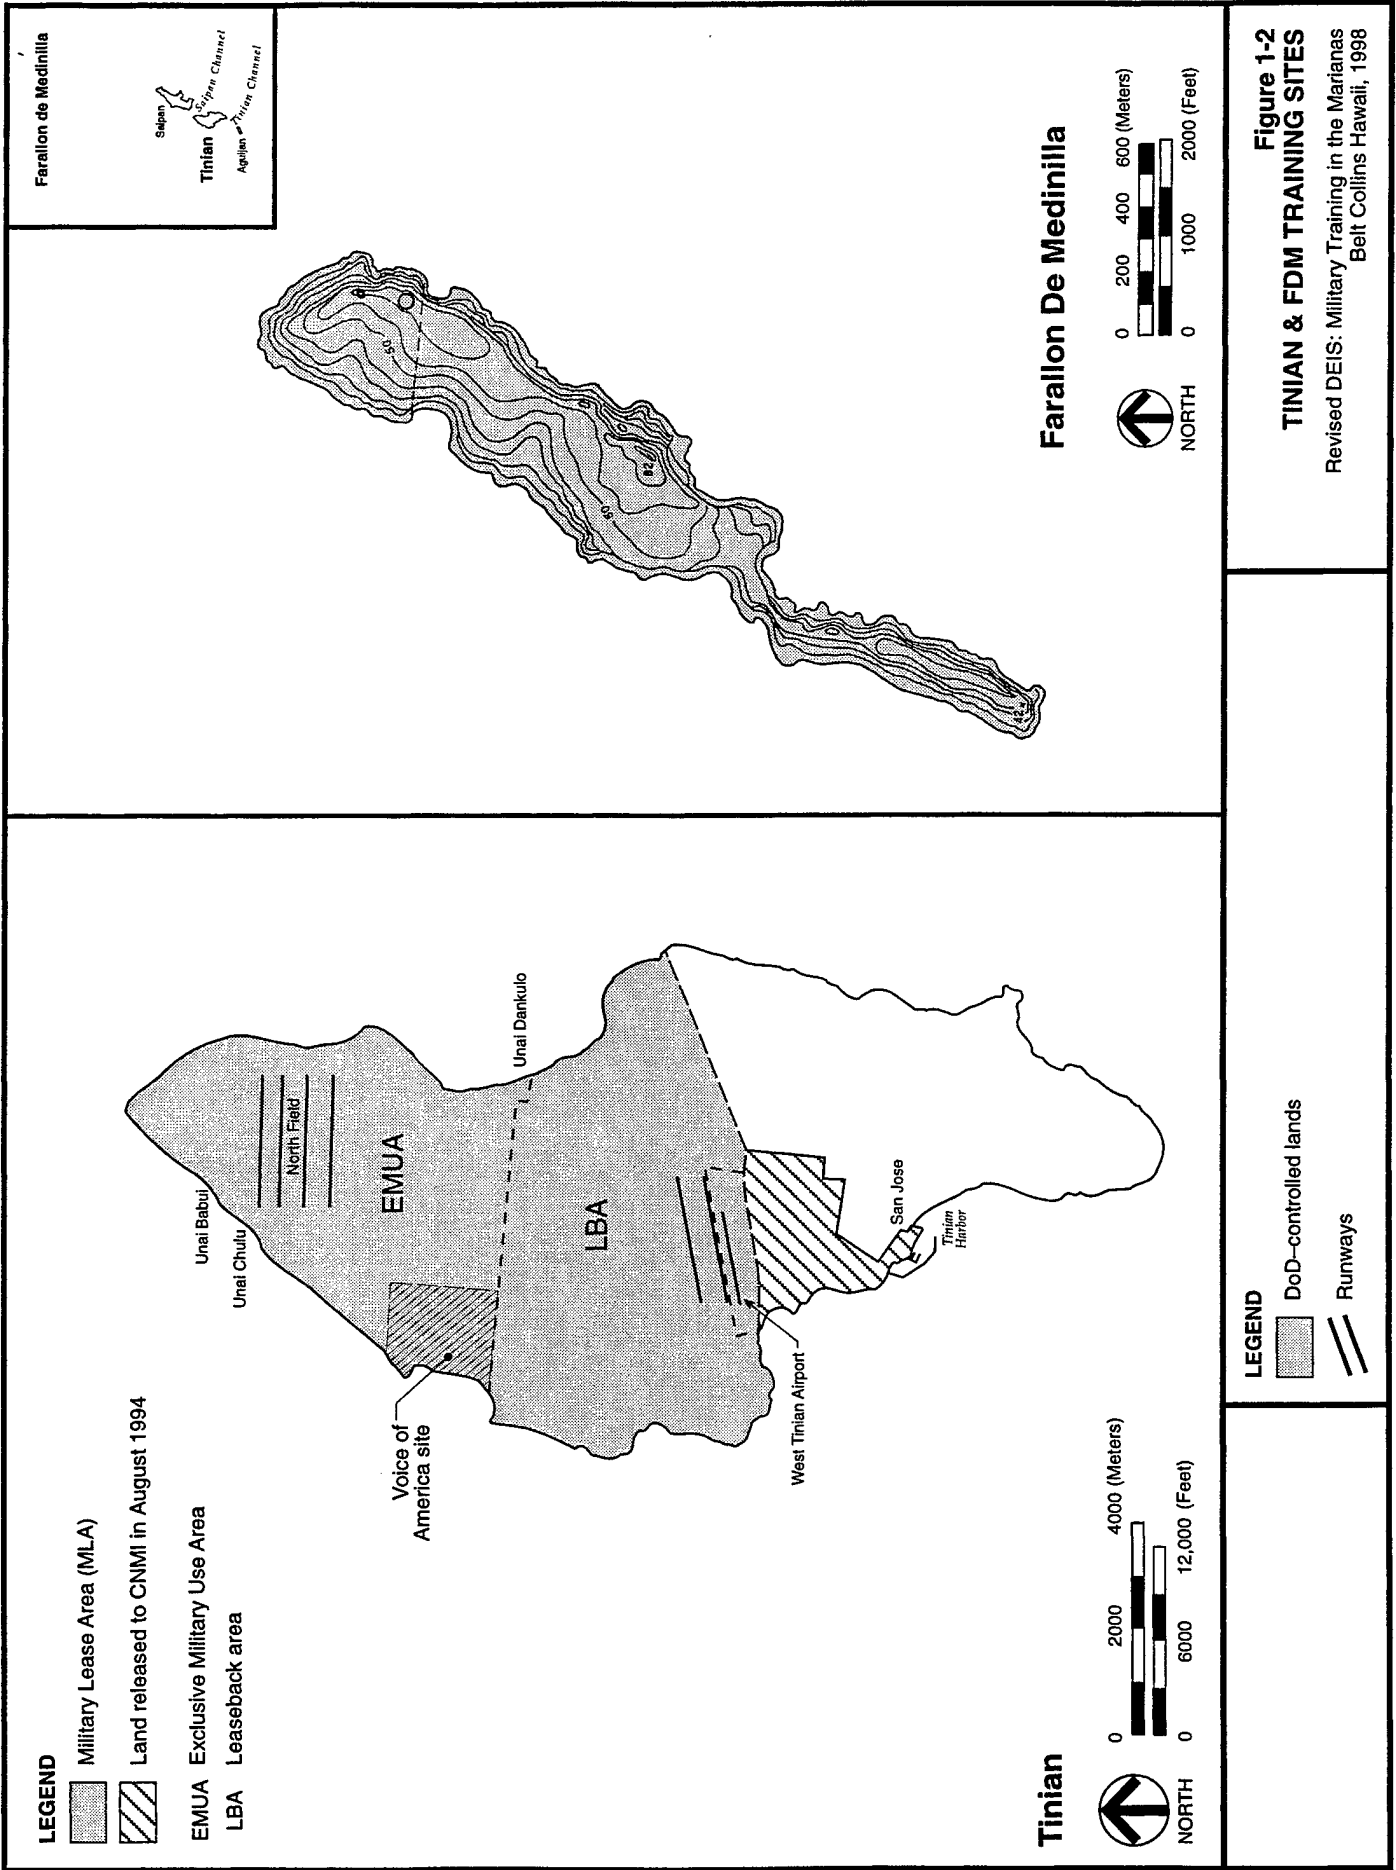 LEGEND
Military Lease Area (MLA)
Land released to CNMI in August 1994
EMUA Exclusive Military Use Area
LBA Leaseback area
Voice of
America site
Unai Chulu
Unai Babui
North Field
EMUA
Unai Dankulo
LBA
West Tinian Airport
San Jose
Tinian
Harbor
Tinian
NORTH
0 2000 4000 (Meters)
0 6000 12,000 (Feet)
Farallon de Medinilla
Saipan
Saipan Channel
Tinian
Tinian Channel
Aguijan
50
50
82
42
Farallon De Medinilla
NORTH
0 200 400 600 (Meters)
0 1000 2000 (Feet)
LEGEND
DoD–controlled lands
Runways
Figure 1-2
TINIAN & FDM TRAINING SITES
Revised DEIS: Military Training in the Marianas
Belt Collins Hawaii, 1998